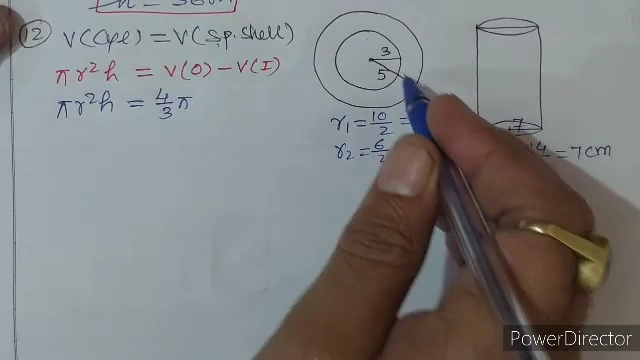 h = 36cm
12 V(Cyl) = V(Sp. shell)
πr²h = V(O) - V(I)
πr²h = 4/3 π
3
5
r₁ = 10/2 =
r₂ = 6/2
7
14 = 7cm
PowerDirector